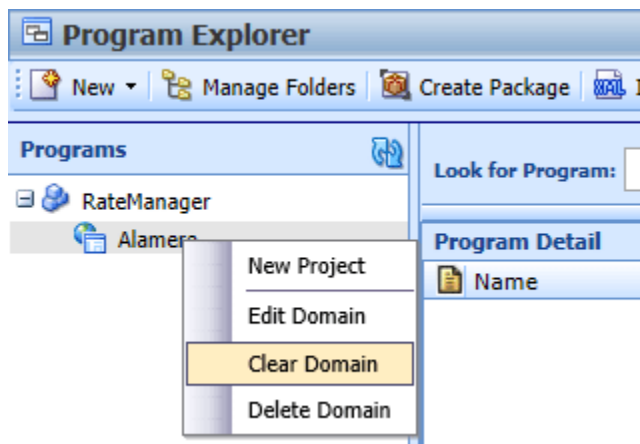 Program Explorer
New
Manage Folders
Create Package
XML
Programs
Look for Program:
RateManager
Alamere
New Project
Edit Domain
Clear Domain
Delete Domain
Program Detail
Name